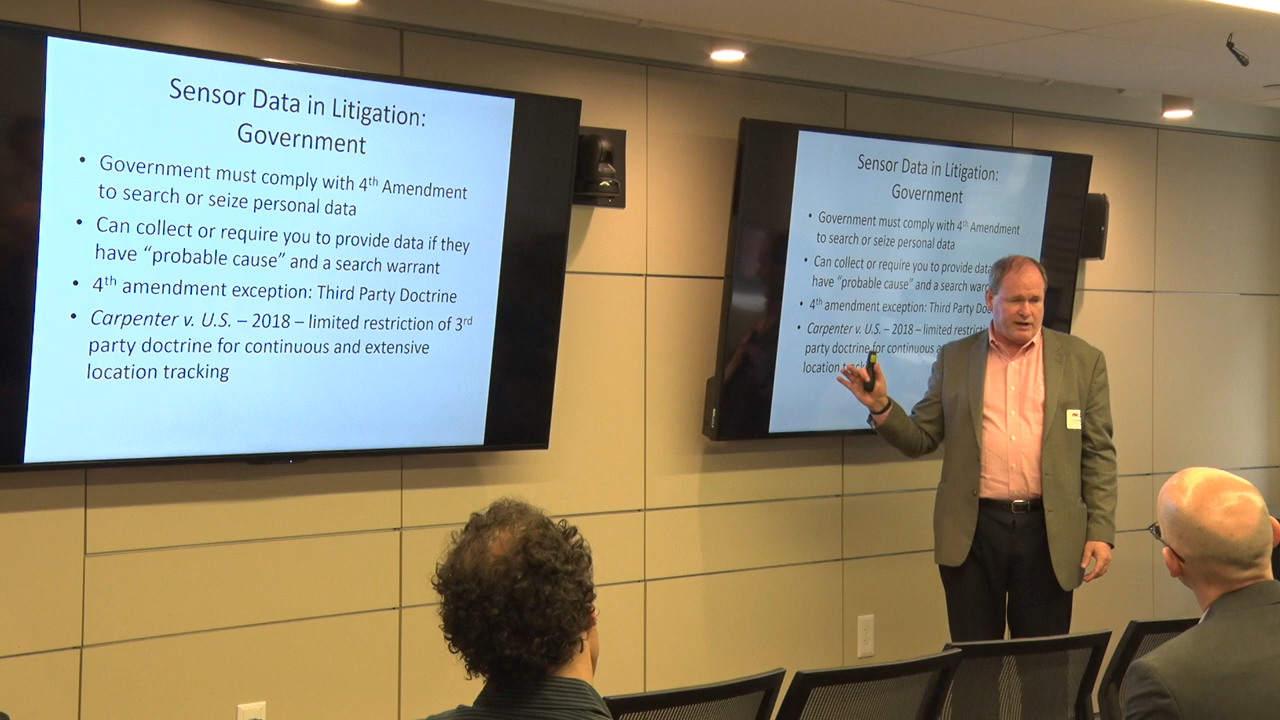 Sensor Data in Litigation:
Government
• Government must comply with 4th Amendment
to search or seize personal data
• Can collect or require you to provide data if they
have “probable cause” and a search warrant
• 4th amendment exception: Third Party Doctrine
• Carpenter v. U.S. – 2018 – limited restriction of 3rd
party doctrine for continuous and extensive
location tracking
Sensor Data in Litigation:
Government
• Government must comply with 4th Amendment
to search or seize personal data
• Can collect or require you to provide data
have “probable cause” and a search
• 4th amendment exception: Third Party
• Carpenter v. U.S. – 2018 – limited
party doctrine for continuous
location